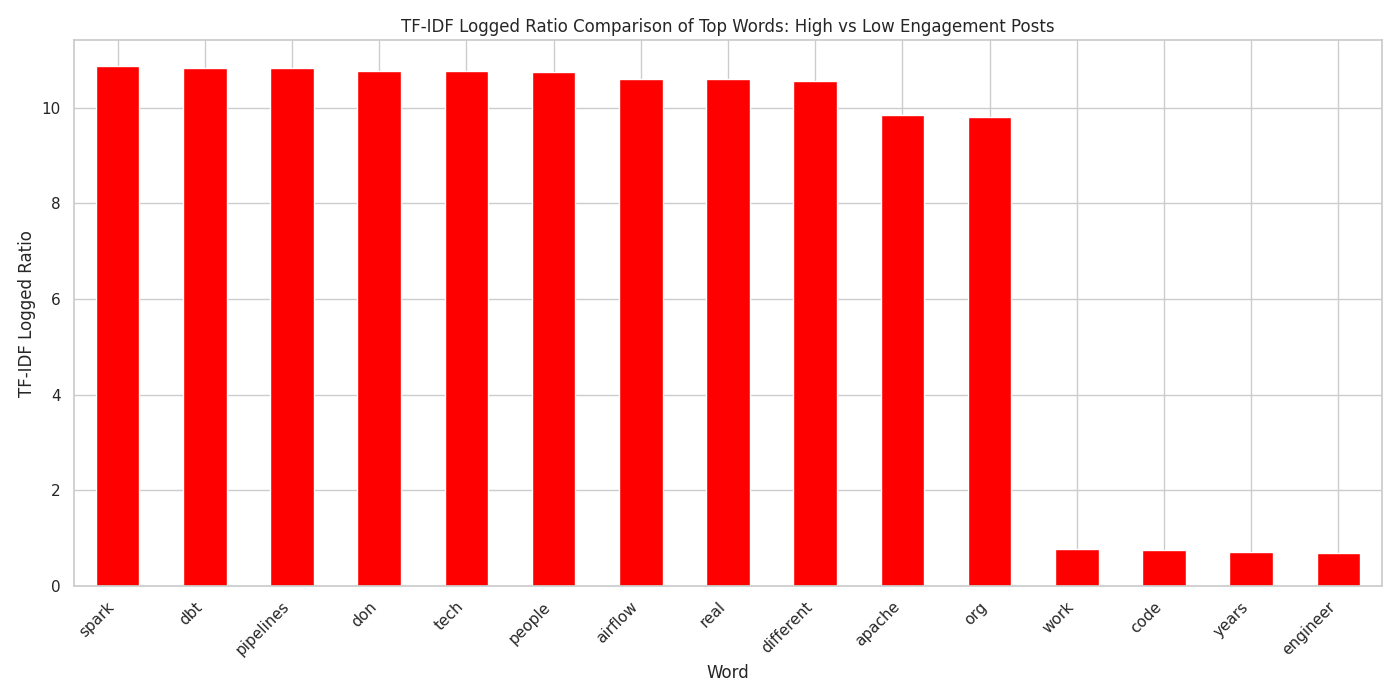 TF-IDF Logged Ratio Comparison of Top Words: High vs Low Engagement Posts
TF-IDF Logged Ratio
10
8
6
4
2
0
spark
dbt
pipelines
don
tech
people
airflow
real
different
apache
org
work
code
years
engineer
Word